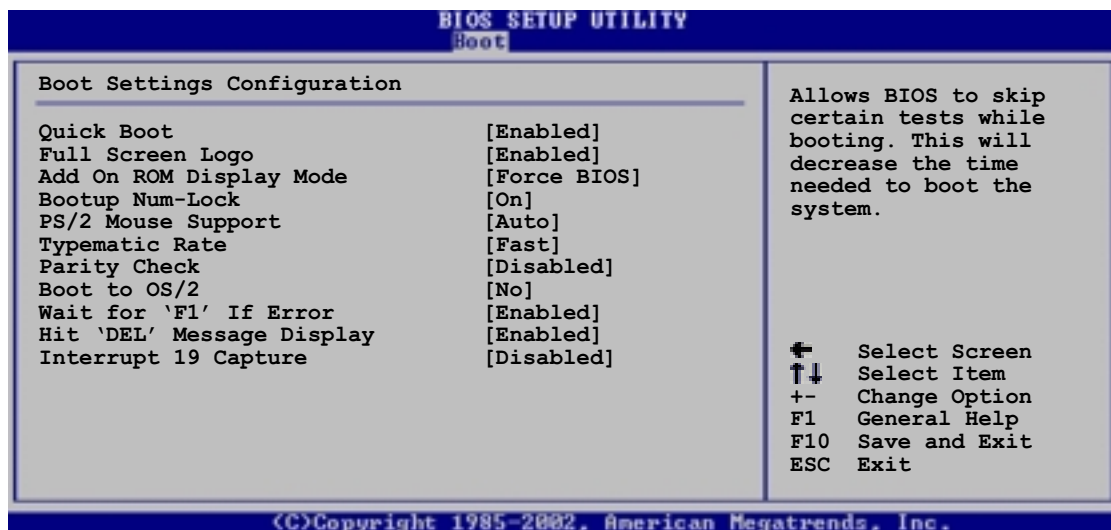 BIOS SETUP UTILITY
Boot
Boot Settings Configuration
Quick Boot [Enabled]
Full Screen Logo [Enabled]
Add On ROM Display Mode [Force BIOS]
Bootup Num-Lock [On]
PS/2 Mouse Support [Auto]
Typematic Rate [Fast]
Parity Check [Disabled]
Boot to OS/2 [No]
Wait for ‘F1’ If Error [Enabled]
Hit ‘DEL’ Message Display [Enabled]
Interrupt 19 Capture [Disabled]
Allows BIOS to skip
certain tests while
booting. This will
decrease the time
needed to boot the
system.
← Select Screen
↑↓ Select Item
+- Change Option
F1 General Help
F10 Save and Exit
ESC Exit
(C)Copyright 1985-2002, American Megatrends, Inc.